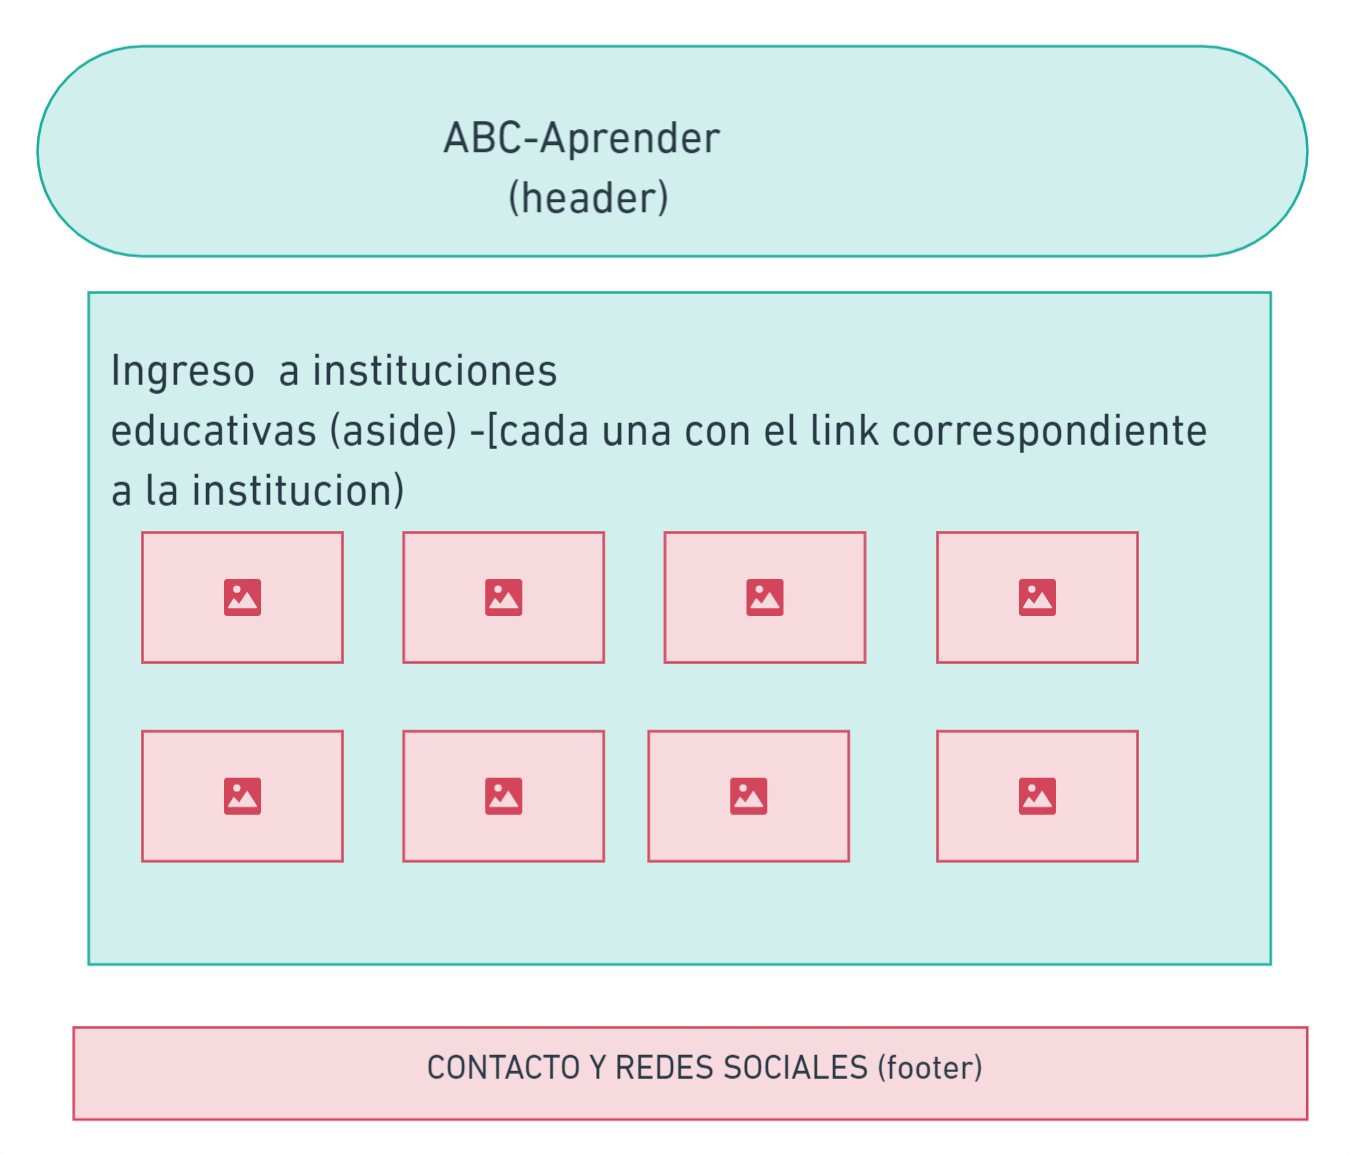 ABC-Aprender
(header)
Ingreso  a instituciones
educativas (aside) -[cada una con el link correspondiente
a la institucion)
CONTACTO Y REDES SOCIALES (footer)